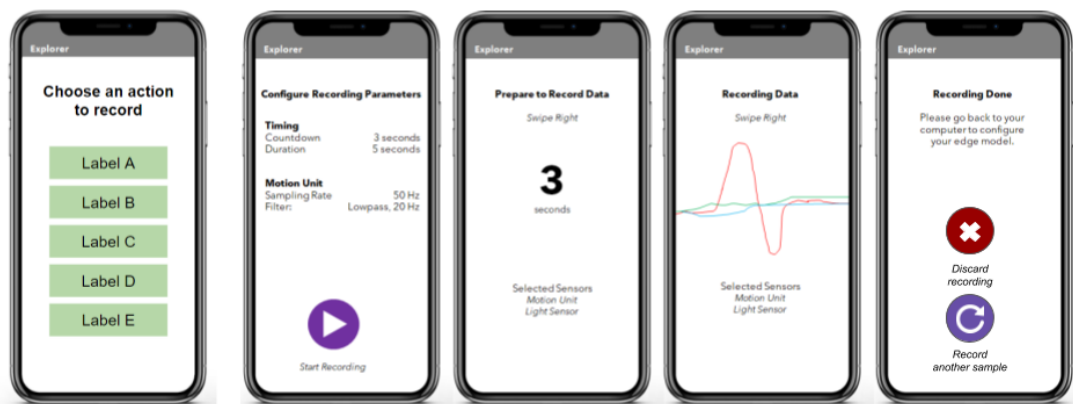 Explorer
Choose an action
to record
Label A
Label B
Label C
Label D
Label E
Explorer
Configure Recording Parameters
Timing
Countdown 3 seconds
Duration 5 seconds
Motion Unit
Sampling Rate 50 Hz
Filter: Lowpass, 20 Hz
Start Recording
Explorer
Prepare to Record Data
Swipe Right
3
seconds
Selected Sensors
Motion Unit
Light Sensor
Explorer
Recording Data
Swipe Right
Selected Sensors
Motion Unit
Light Sensor
Explorer
Recording Done
Please go back to your
computer to configure
your edge model.
Discard
recording
Record
another sample